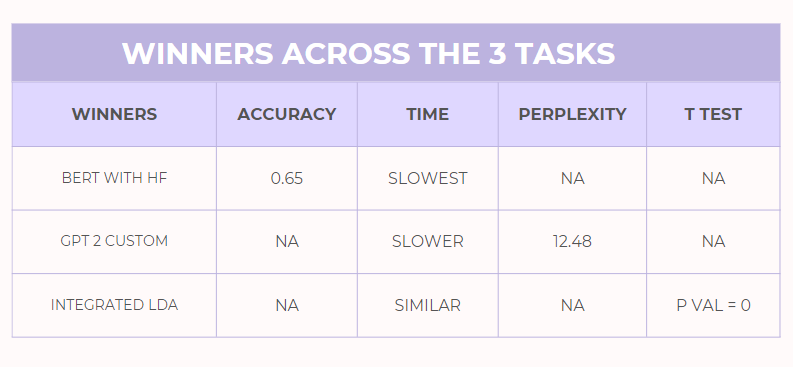 WINNERS ACROSS THE 3 TASKS
WINNERS ACCURACY TIME PERPLEXITY T TEST
BERT WITH HF 0.65 SLOWEST NA NA
GPT 2 CUSTOM NA SLOWER 12.48 NA
INTEGRATED LDA NA SIMILAR NA P VAL = 0